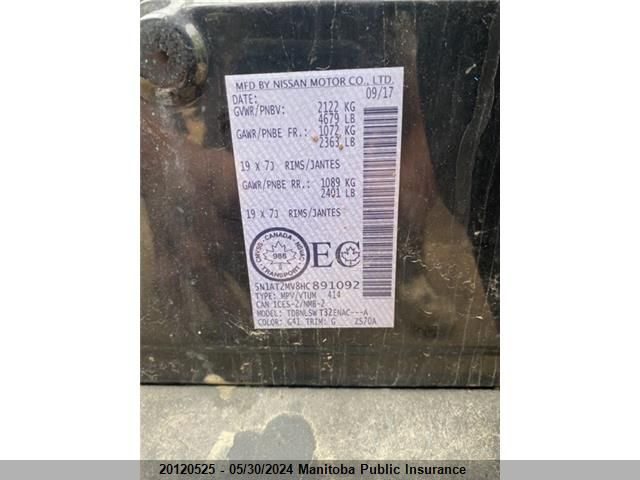 MFD BY NISSAN MOTOR CO., LTD.
DATE: 09/17
GVWR/PNBV: 2122 KG
4679 LB
GAWR/PNBE FR.: 1072 KG
2363 LB
19 X 7J RIMS/JANTES
GAWR/PNBE RR.: 1089 KG
2401 LB
19 X 7J RIMS/JANTES
CANADA
986
TRANSPORT
EC
5N1AT2MV8HC891092
TYPE: MPV/VTUM 414
CAN ICES-2/NMB-2
MODEL: TDBNLSW T32ENAC---A
COLOR: G41 TRIM: G 2S70A
20120525 - 05/30/2024 Manitoba Public Insurance